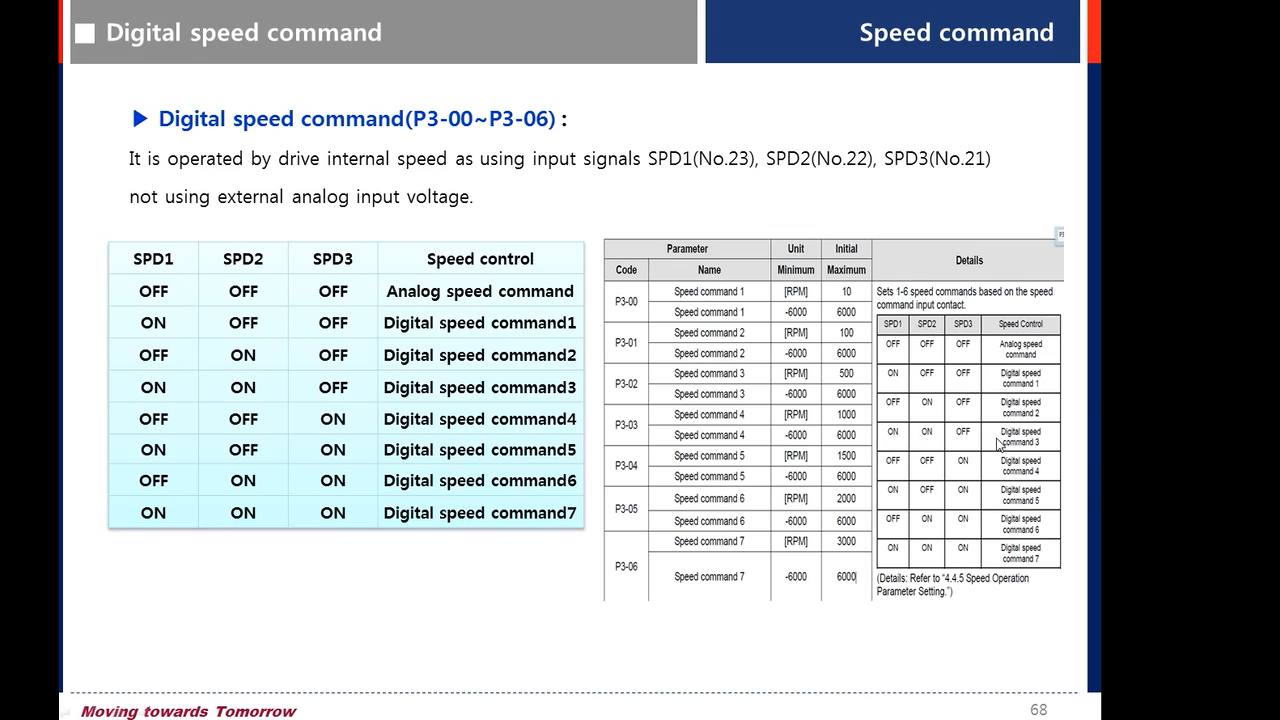 Digital speed command
Speed command
▶ Digital speed command(P3-00~P3-06) :
It is operated by drive internal speed as using input signals SPD1(No.23), SPD2(No.22), SPD3(No.21)
not using external analog input voltage.
SPD1 SPD2 SPD3 Speed control
OFF OFF OFF Analog speed command
ON OFF OFF Digital speed command1
OFF ON OFF Digital speed command2
ON ON OFF Digital speed command3
OFF OFF ON Digital speed command4
ON OFF ON Digital speed command5
OFF ON ON Digital speed command6
ON ON ON Digital speed command7
Parameter Unit Initial Details
Code Name Minimum Maximum
P3-00 Speed command 1 [RPM] 10
Speed command 1 -6000 6000
P3-01 Speed command 2 [RPM] 100
Speed command 2 -6000 6000
P3-02 Speed command 3 [RPM] 500
Speed command 3 -6000 6000
P3-03 Speed command 4 [RPM] 1000
Speed command 4 -6000 6000
P3-04 Speed command 5 [RPM] 1500
Speed command 5 -6000 6000
P3-05 Speed command 6 [RPM] 2000
Speed command 6 -6000 6000
P3-06 Speed command 7 [RPM] 3000
Speed command 7 -6000 6000
Sets 1-6 speed commands based on the speed
command input contact.
SPD1 SPD2 SPD3 Speed Control
OFF OFF OFF Analog speed
command
ON OFF OFF Digital speed
command 1
OFF ON OFF Digital speed
command 2
ON ON OFF Digital speed
command 3
OFF OFF ON Digital speed
command 4
ON OFF ON Digital speed
command 5
OFF ON ON Digital speed
command 6
ON ON ON Digital speed
command 7
(Details: Refer to “4.4.5 Speed Operation
Parameter Setting.”)
Moving towards Tomorrow
68